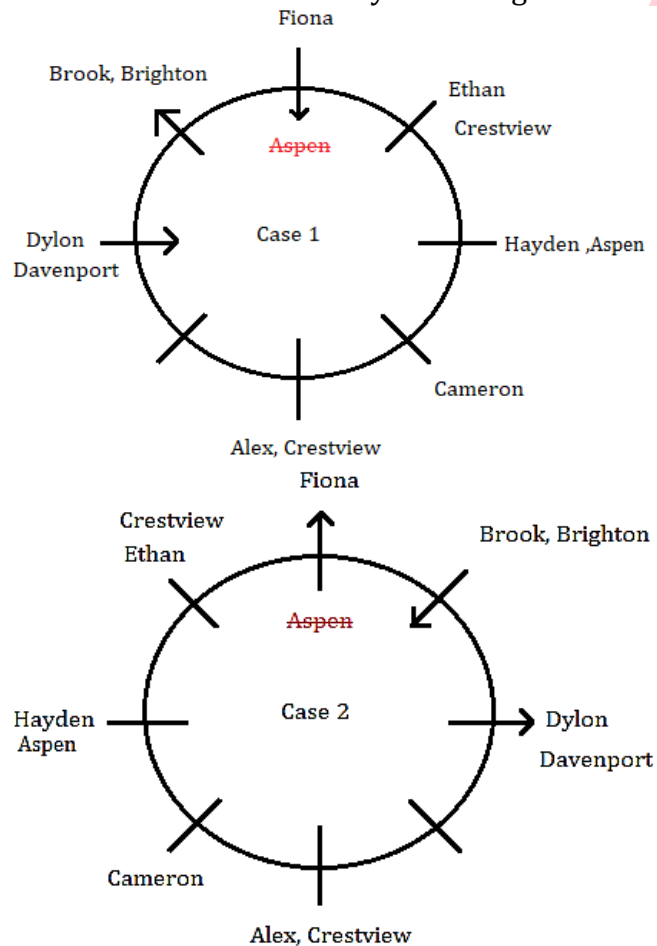 Fiona
Brook, Brighton
Ethan
Crestview
Aspen
Case 1
Dylon
Davenport
Hayden ,Aspen
Cameron
Alex, Crestview
Fiona
Crestview
Ethan
Brook, Brighton
Aspen
Case 2
Hayden
Aspen
Dylon
Davenport
Cameron
Alex, Crestview